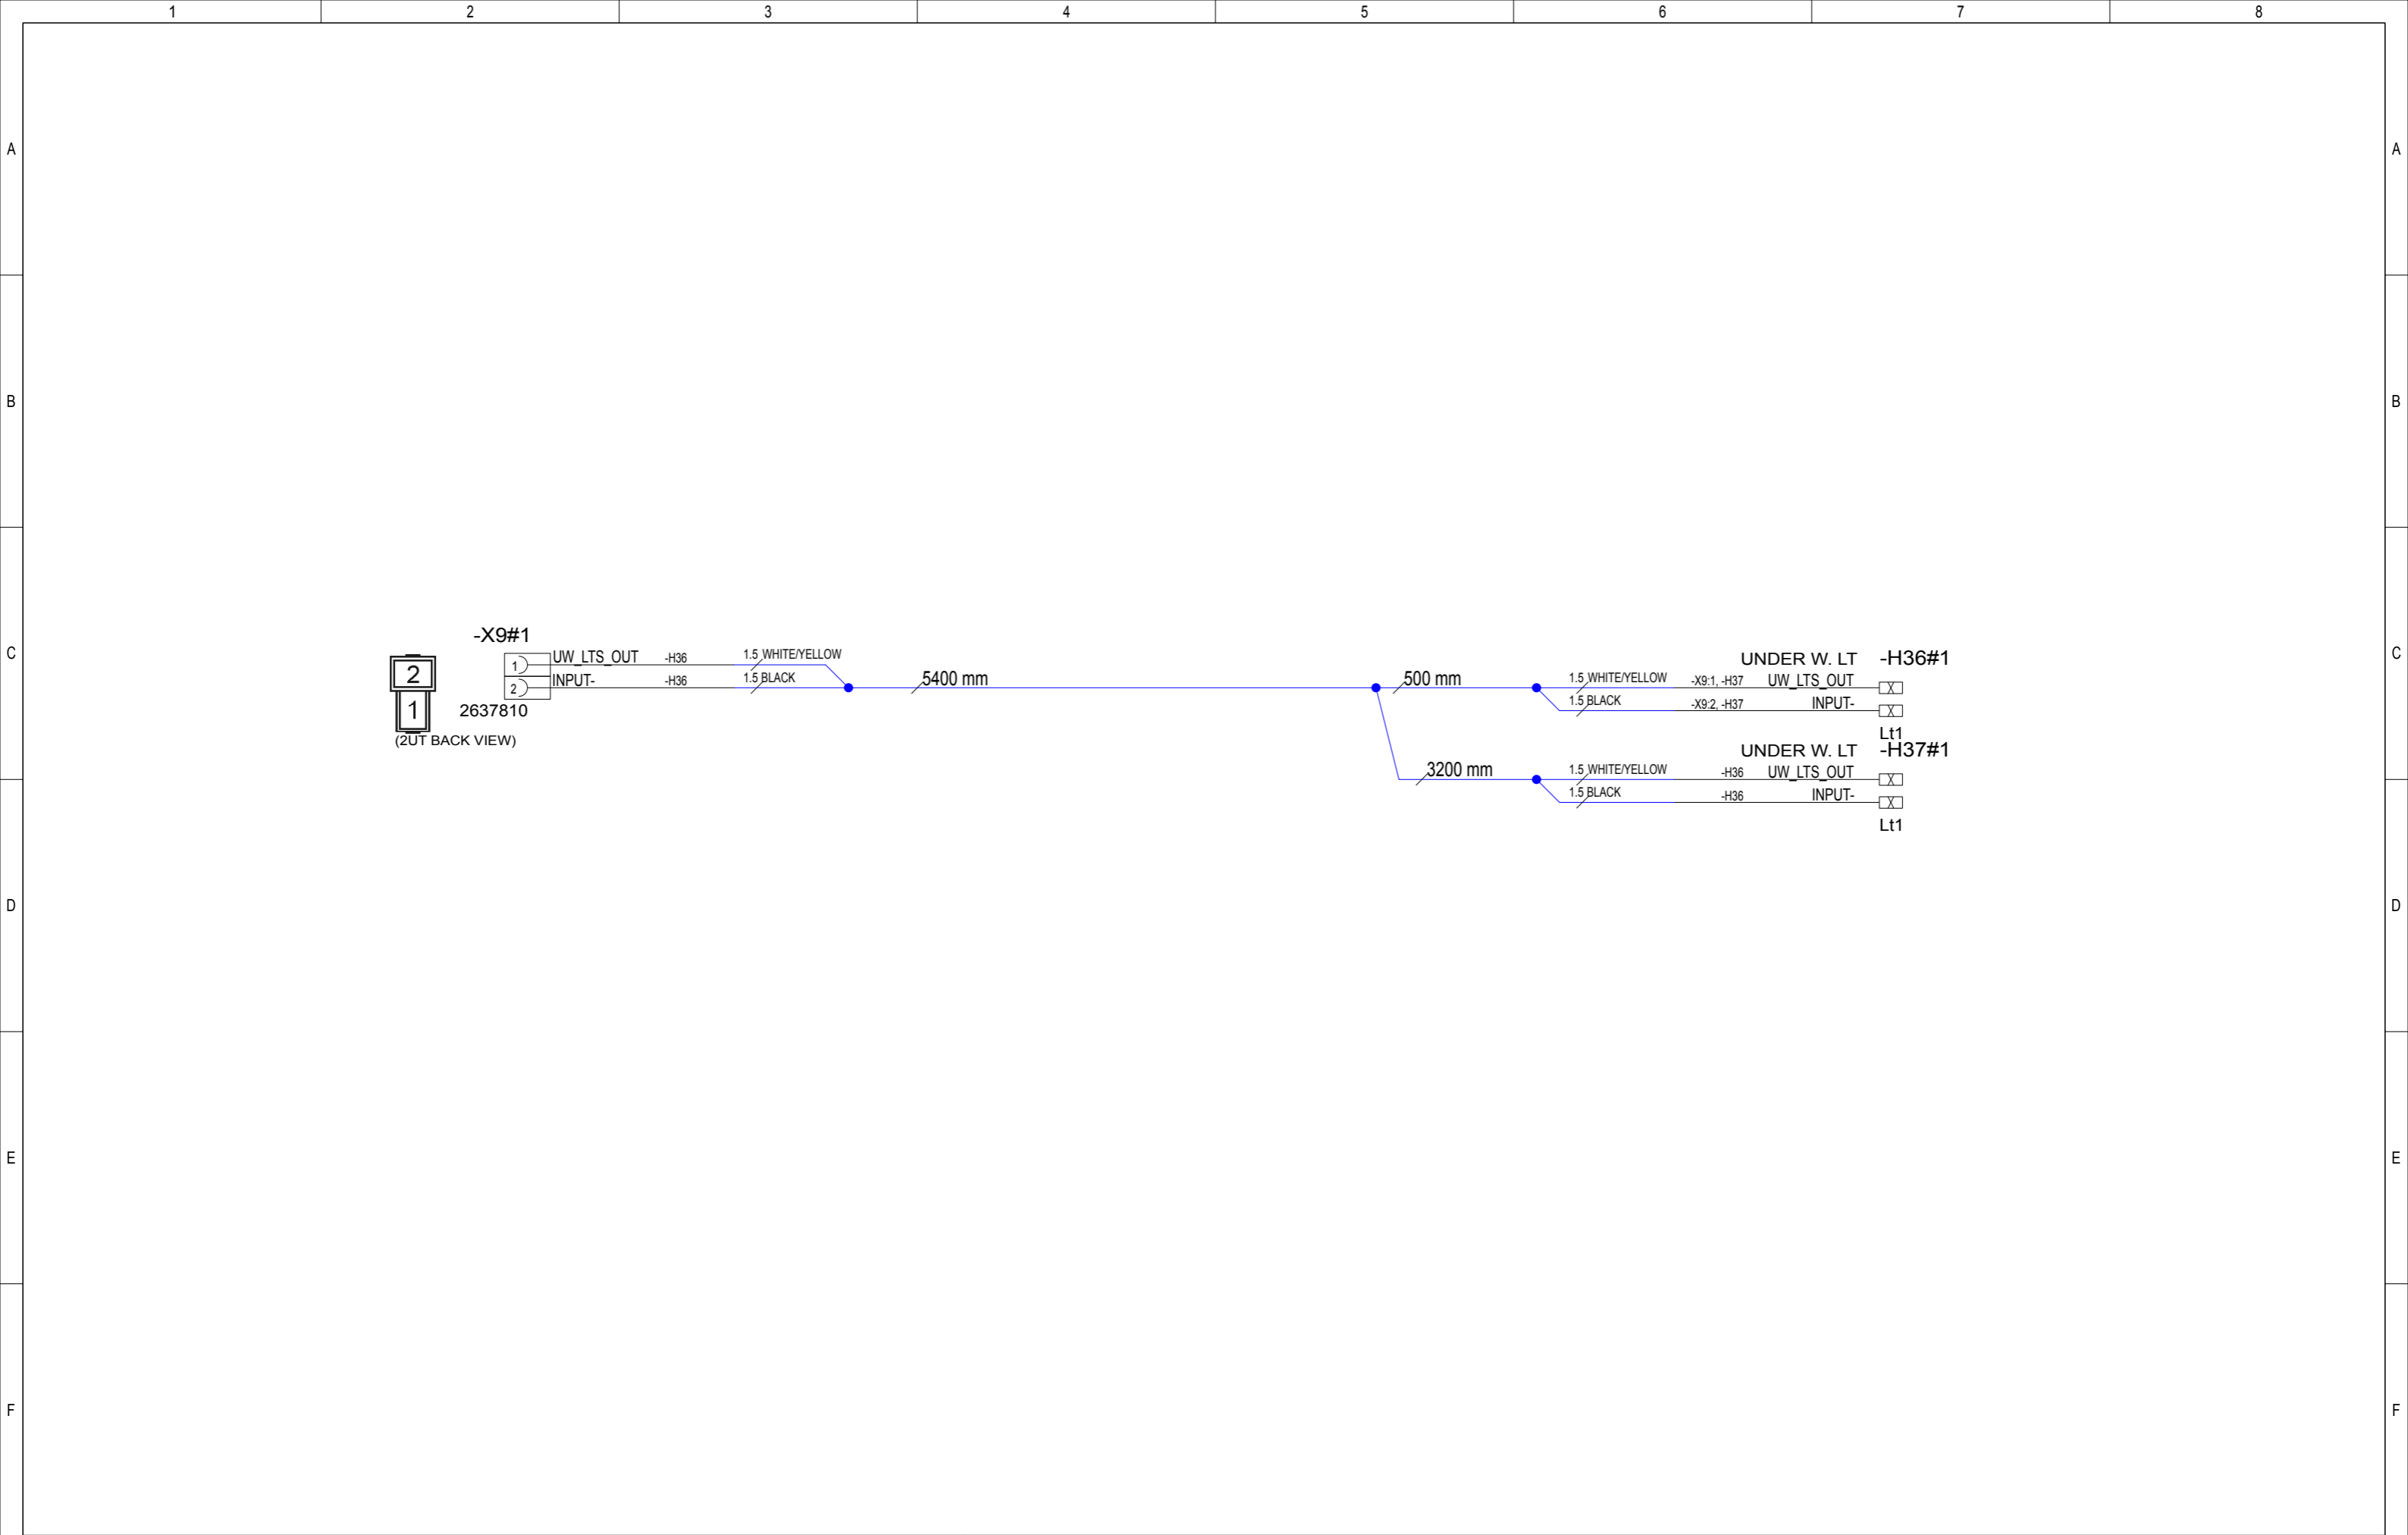 1 2 3 4 5 6 7 8
A A
B B
C C
-X9#1
1 UW_LTS_OUT -H36 1.5 WHITE/YELLOW
2 INPUT- -H36 1.5 BLACK
2
1
2637810
(2UT BACK VIEW)
5400 mm
500 mm
UNDER W. LT -H36#1
1.5 WHITE/YELLOW -X9:1, -H37 UW_LTS_OUT X
1.5 BLACK -X9:2, -H37 INPUT- X
Lt1
UNDER W. LT -H37#1
3200 mm
1.5 WHITE/YELLOW -H36 UW_LTS_OUT X
1.5 BLACK -H36 INPUT- X
Lt1
D D
E E
F F